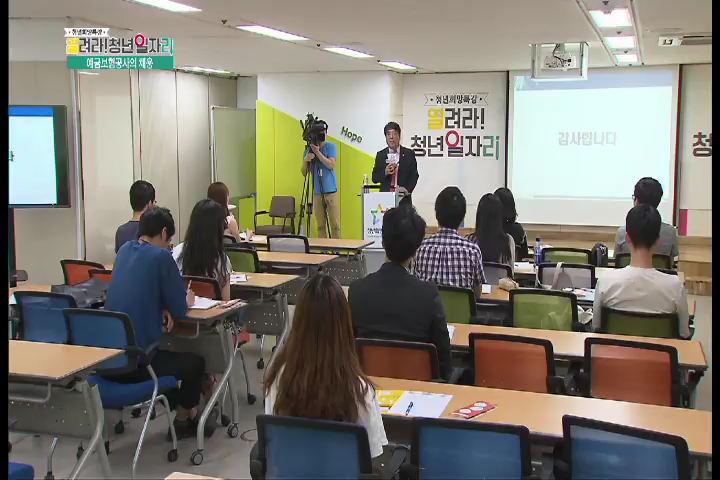 청년희망특강
열려라! 청년일자리
예금보험공사의 채용
Hope
청년희망특강
열려라!
청년일자리
감사합니다